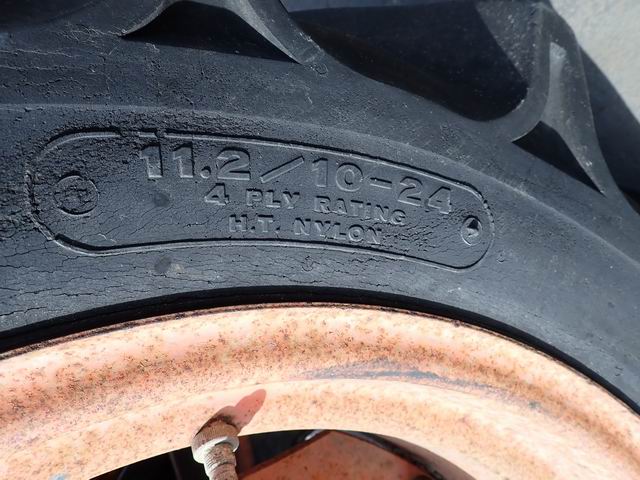 11.2/10-24
4 PLY RATING
H.T. NYLON